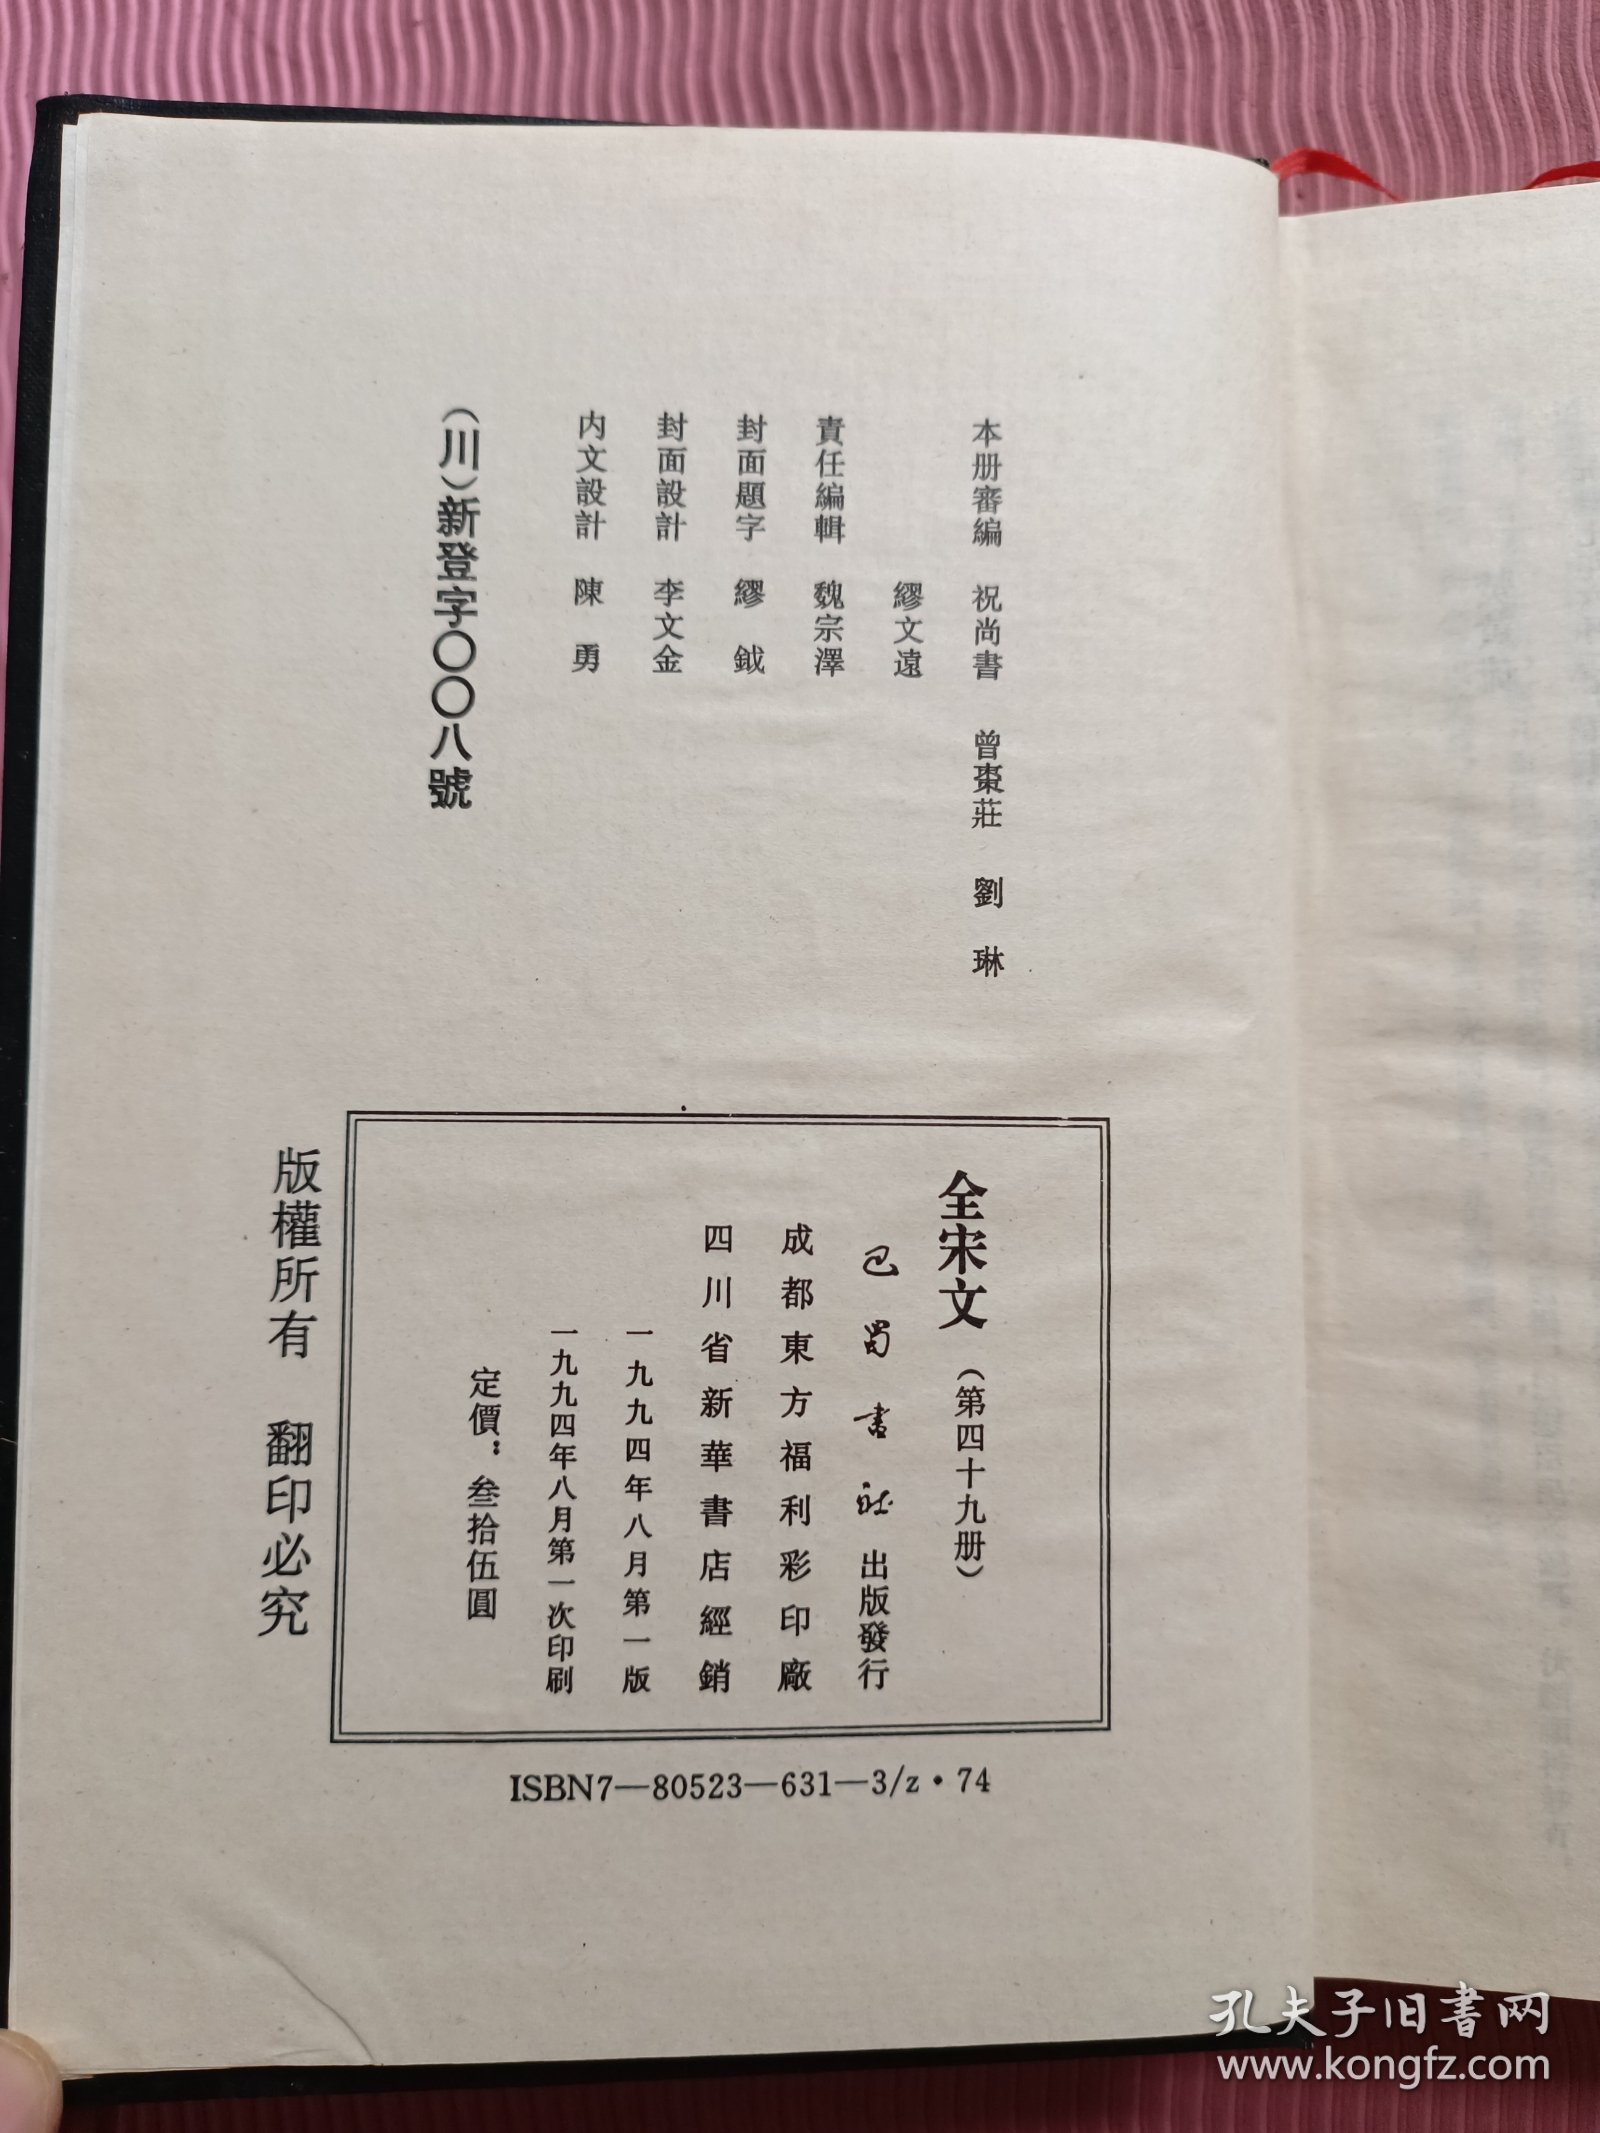 本册審編　祝尚書　曾棗莊　劉　琳
繆文遠
責任編輯　魏宗澤
封面題字　繆　鉞
封面設計　李文金
内文設計　陳　勇
（川）新登字〇〇八號
全宋文（第四十九册）
巴蜀書社出版發行
成都東方福利彩印廠
四川省新華書店經銷
一九九四年八月第一版
一九九四年八月第一次印刷
定價：叁拾伍圓
版權所有　翻印必究
ISBN7—80523—631—3/z·74
孔夫子旧書网
www.kongfz.com